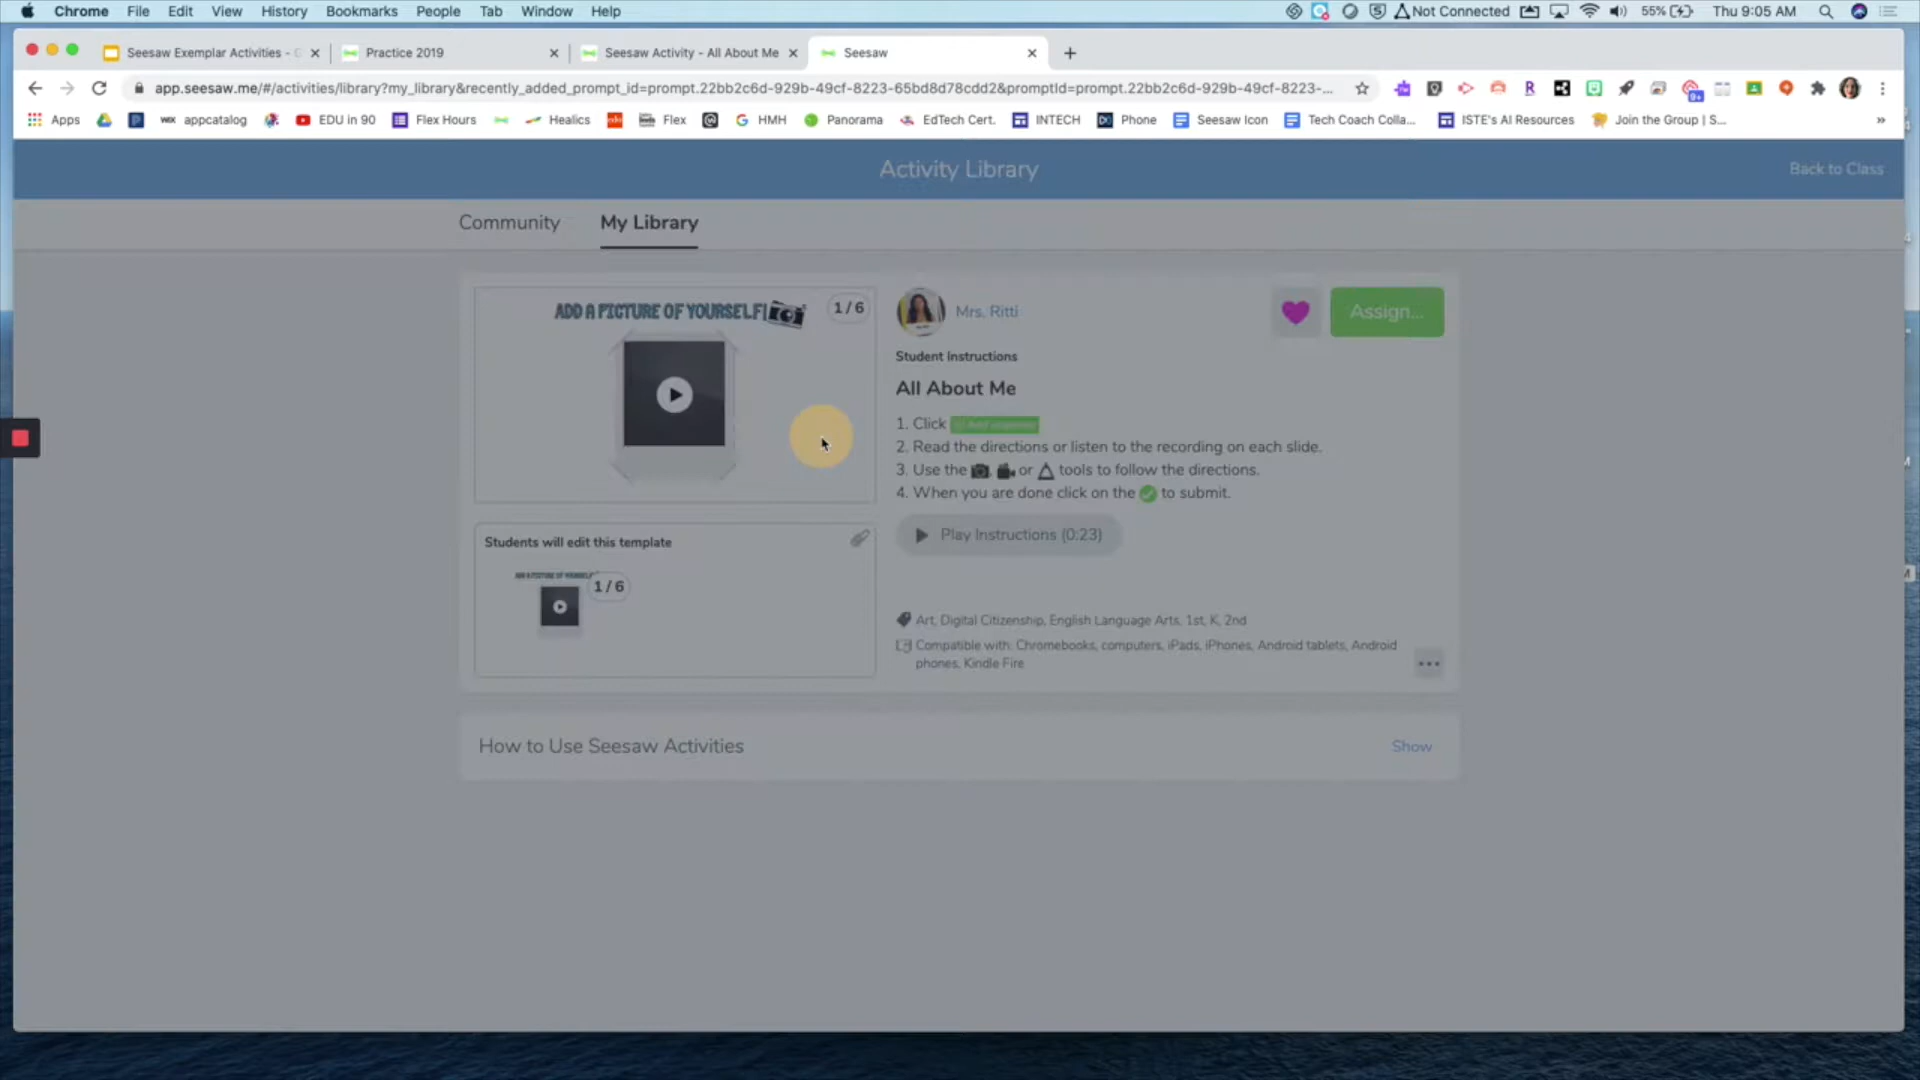 Chrome File Edit View History Bookmarks People Tab Window Help Not Connected 55% Thu 9:05 AM
Seesaw Exemplar Activities - G Practice 2019 Seesaw Activity - All About Me Seesaw
app.seesaw.me/#/activities/library?my_library&recently_added_prompt_id=prompt.22bb2c6d-929b-49cf-8223-65bd8d78cdd2&promptId=prompt.22bb2c6d-929b-49cf-8223-...
Apps appcatalog EDU in 90 Flex Hours Healics Flex HMH Panorama EdTech Cert. INTECH Phone Seesaw Icon Tech Coach Colla... ISTE's AI Resources Join the Group | S... »
Activity Library
Back to Class
Community My Library
ADD A PICTURE OF YOURSELF!
1 / 6
Mrs. Ritti
Assign...
Student Instructions
All About Me
1. Click
2. Read the directions or listen to the recording on each slide.
3. Use the , or tools to follow the directions.
4. When you are done click on the to submit.
Play Instructions (0:23)
Students will edit this template
ADD A PICTURE OF YOURSELF!
1 / 6
Art, Digital Citizenship, English Language Arts, 1st, K, 2nd
Compatible with: Chromebooks, computers, iPads, iPhones, Android tablets, Android
phones, Kindle Fire
How to Use Seesaw Activities
Show